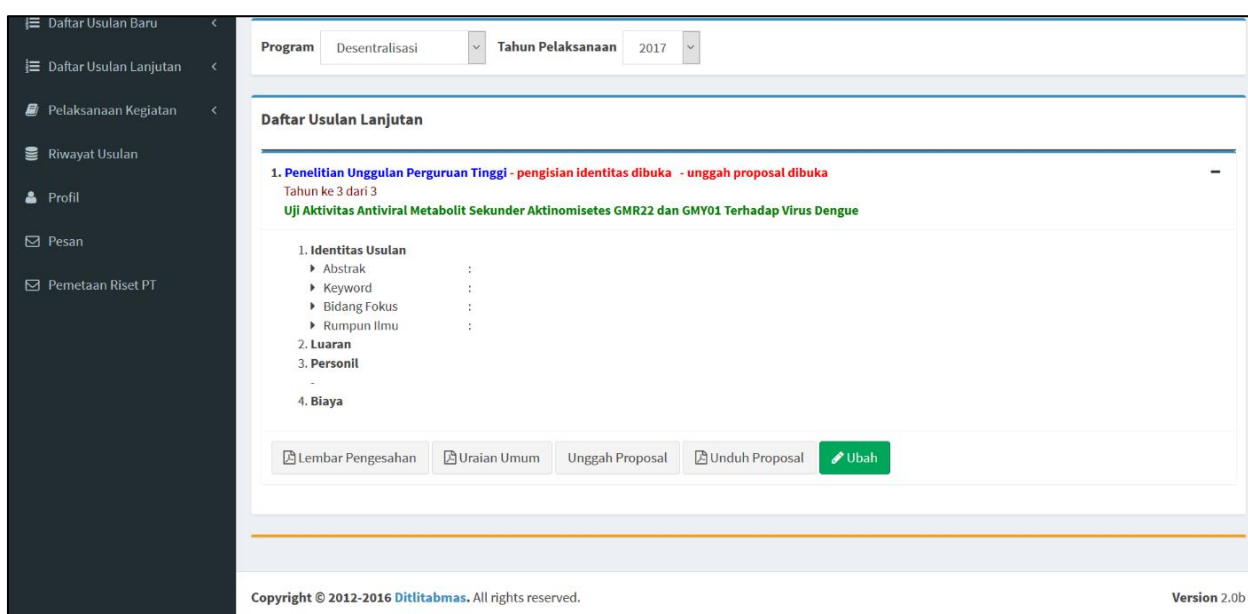 Daftar Usulan Baru
Daftar Usulan Lanjutan
Pelaksanaan Kegiatan
Riwayat Usulan
Profil
Pesan
Pemetaan Riset PT
Program Desentralisasi Tahun Pelaksanaan 2017
Daftar Usulan Lanjutan
1. Penelitian Unggulan Perguruan Tinggi - pengisian identitas dibuka - unggah proposal dibuka
Tahun ke 3 dari 3
Uji Aktivitas Antiviral Metabolit Sekunder Aktinomisetes GMR22 dan GMY01 Terhadap Virus Dengue
1. Identitas Usulan
Abstrak :
Keyword :
Bidang Fokus :
Rumpun Ilmu :
2. Luaran
3. Personil
-
4. Biaya
Lembar Pengesahan Uraian Umum Unggah Proposal Unduh Proposal Ubah
Copyright © 2012-2016 Ditlitabmas. All rights reserved. Version 2.0b